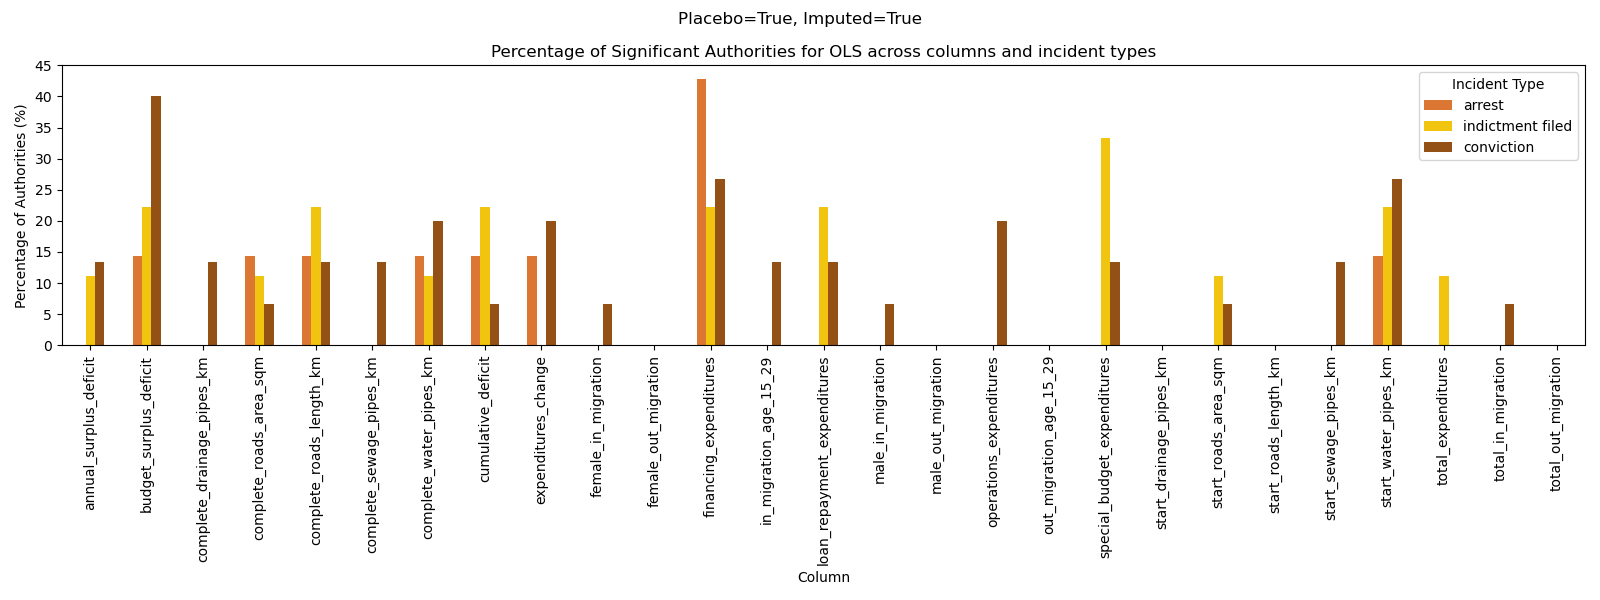 Placebo=True, Imputed=True
Percentage of Significant Authorities for OLS across columns and incident types
Percentage of Authorities (%)
45
40
35
30
25
20
15
10
5
0
Incident Type
arrest
indictment filed
conviction
annual_surplus_deficit
budget_surplus_deficit
complete_drainage_pipes_km
complete_roads_area_sqm
complete_roads_length_km
complete_sewage_pipes_km
complete_water_pipes_km
cumulative_deficit
expenditures_change
female_in_migration
female_out_migration
financing_expenditures
in_migration_age_15_29
loan_repayment_expenditures
male_in_migration
male_out_migration
operations_expenditures
out_migration_age_15_29
special_budget_expenditures
start_drainage_pipes_km
start_roads_area_sqm
start_roads_length_km
start_sewage_pipes_km
start_water_pipes_km
total_expenditures
total_in_migration
total_out_migration
Column